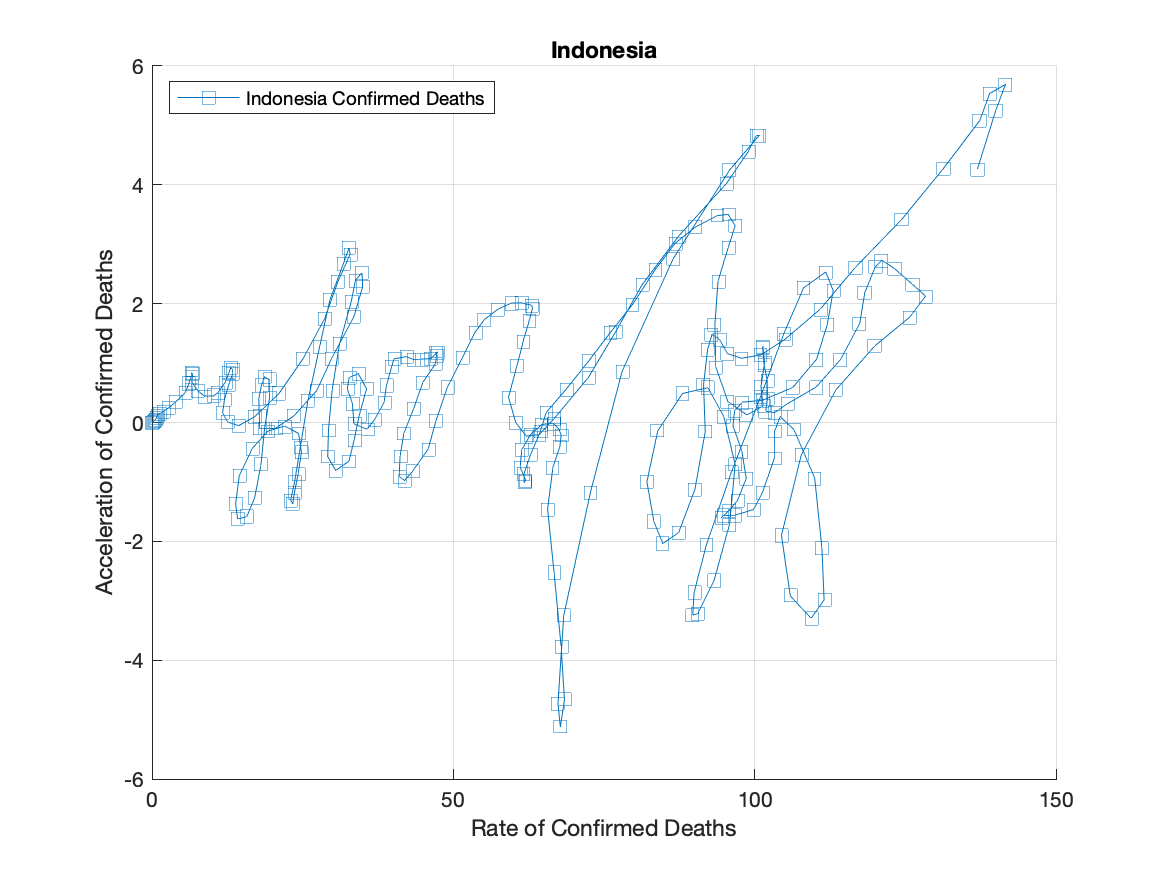 Indonesia
Indonesia Confirmed Deaths
6
4
2
0
-2
-4
-6
Acceleration of Confirmed Deaths
0
50
100
150
Rate of Confirmed Deaths